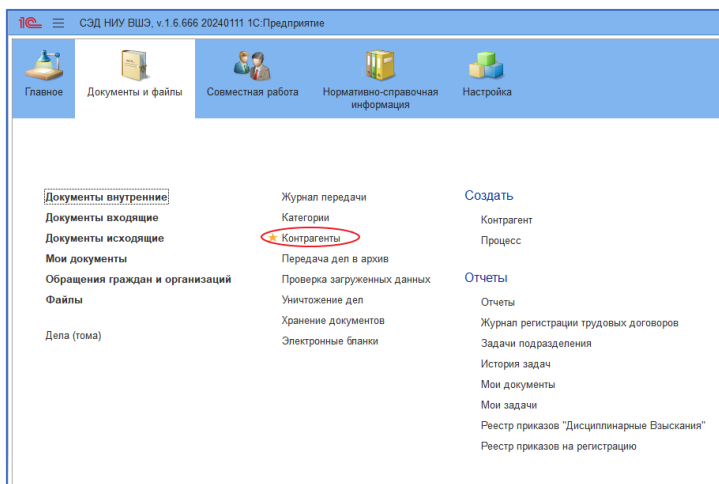 1С СЭД НИУ ВШЭ, v.1.6.666 20240111 1С:Предприятие
Главное
Документы и файлы
Совместная работа
Нормативно-справочная
информация
Настройка
Документы внутренние
Документы входящие
Документы исходящие
Мои документы
Обращения граждан и организаций
Файлы
Дела (тома)
Журнал передачи
Категории
Контрагенты
Передача дел в архив
Проверка загруженных данных
Уничтожение дел
Хранение документов
Электронные бланки
Создать
Контрагент
Процесс
Отчеты
Отчеты
Журнал регистрации трудовых договоров
Задачи подразделения
История задач
Мои документы
Мои задачи
Реестр приказов "Дисциплинарные Взыскания"
Реестр приказов на регистрацию